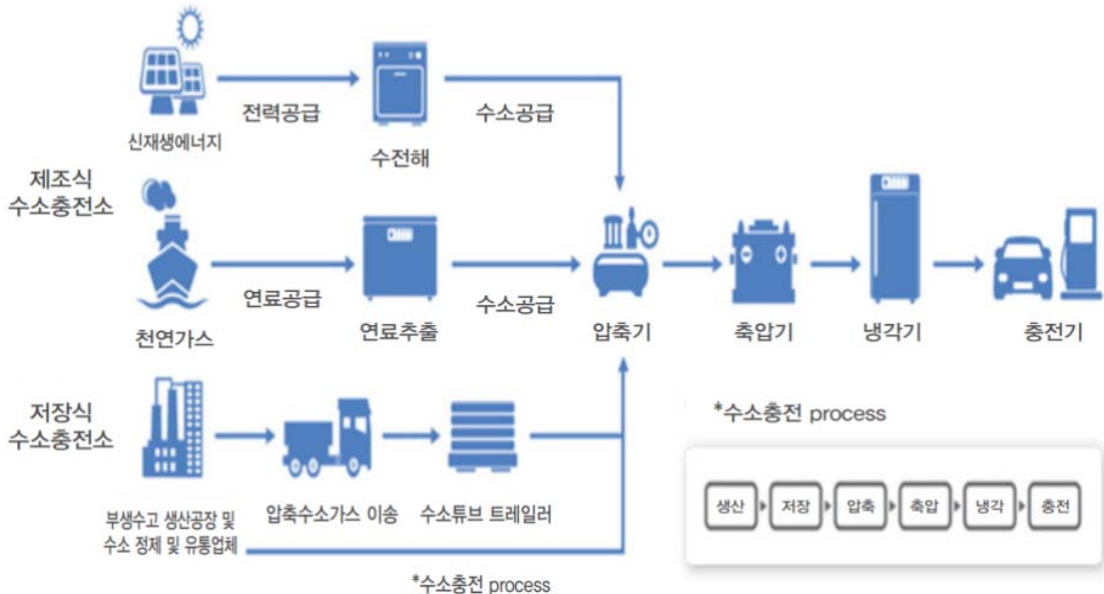 전력공급
수소공급
신재생에너지
수전해
제조식
수소충전소
연료공급
수소공급
천연가스
연료추출
압축기
축압기
냉각기
충전기
저장식
수소충전소
부생수고 생산공장 및
수소 정제 및 유통업체
압축수소가스 이송
수소튜브 트레일러
*수소충전 process
*수소충전 process
생산
저장
압축
축압
냉각
충전